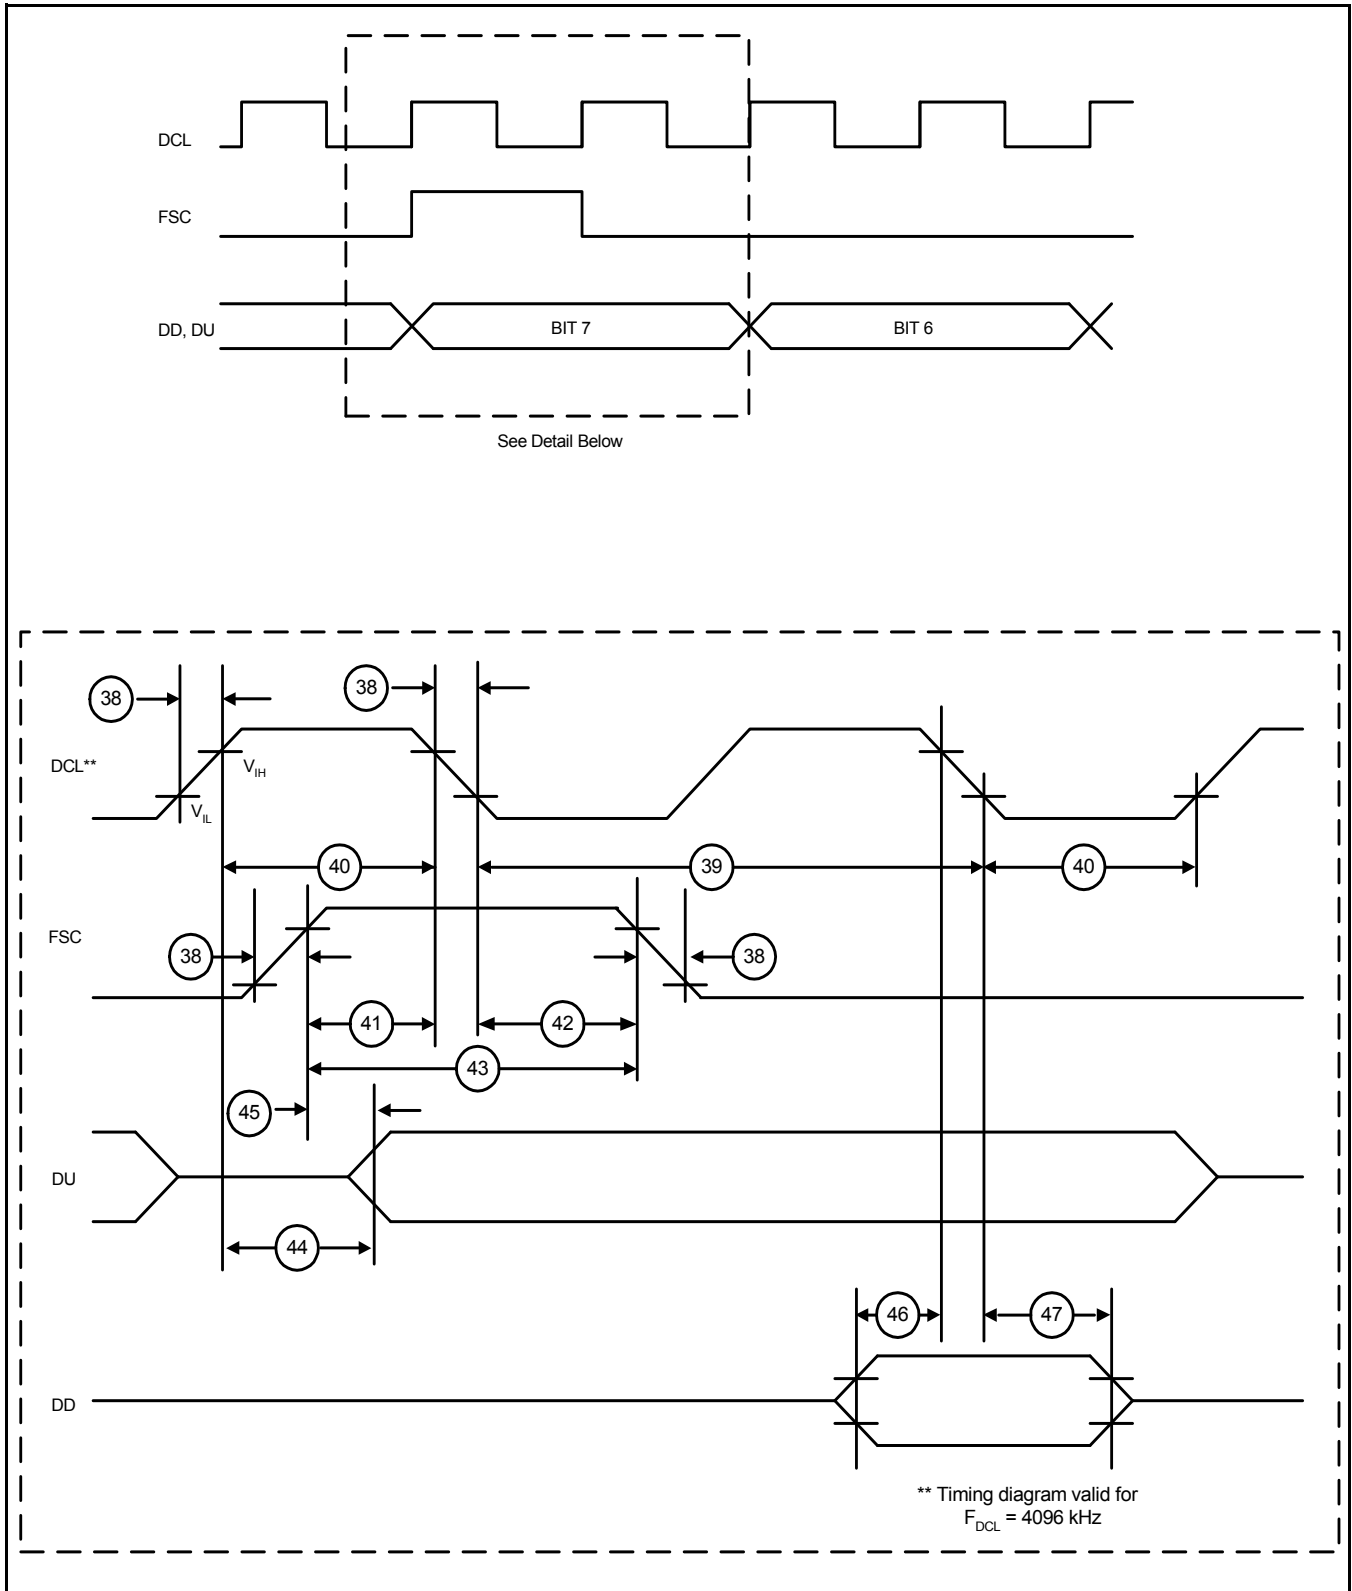 DCL
FSC
DD, DU
BIT 7
BIT 6
See Detail Below
38
38
DCL**
V_IH
V_IL
40
39
40
FSC
38
38
41
42
43
45
DU
44
46
47
DD
** Timing diagram valid for
F_DCL = 4096 kHz